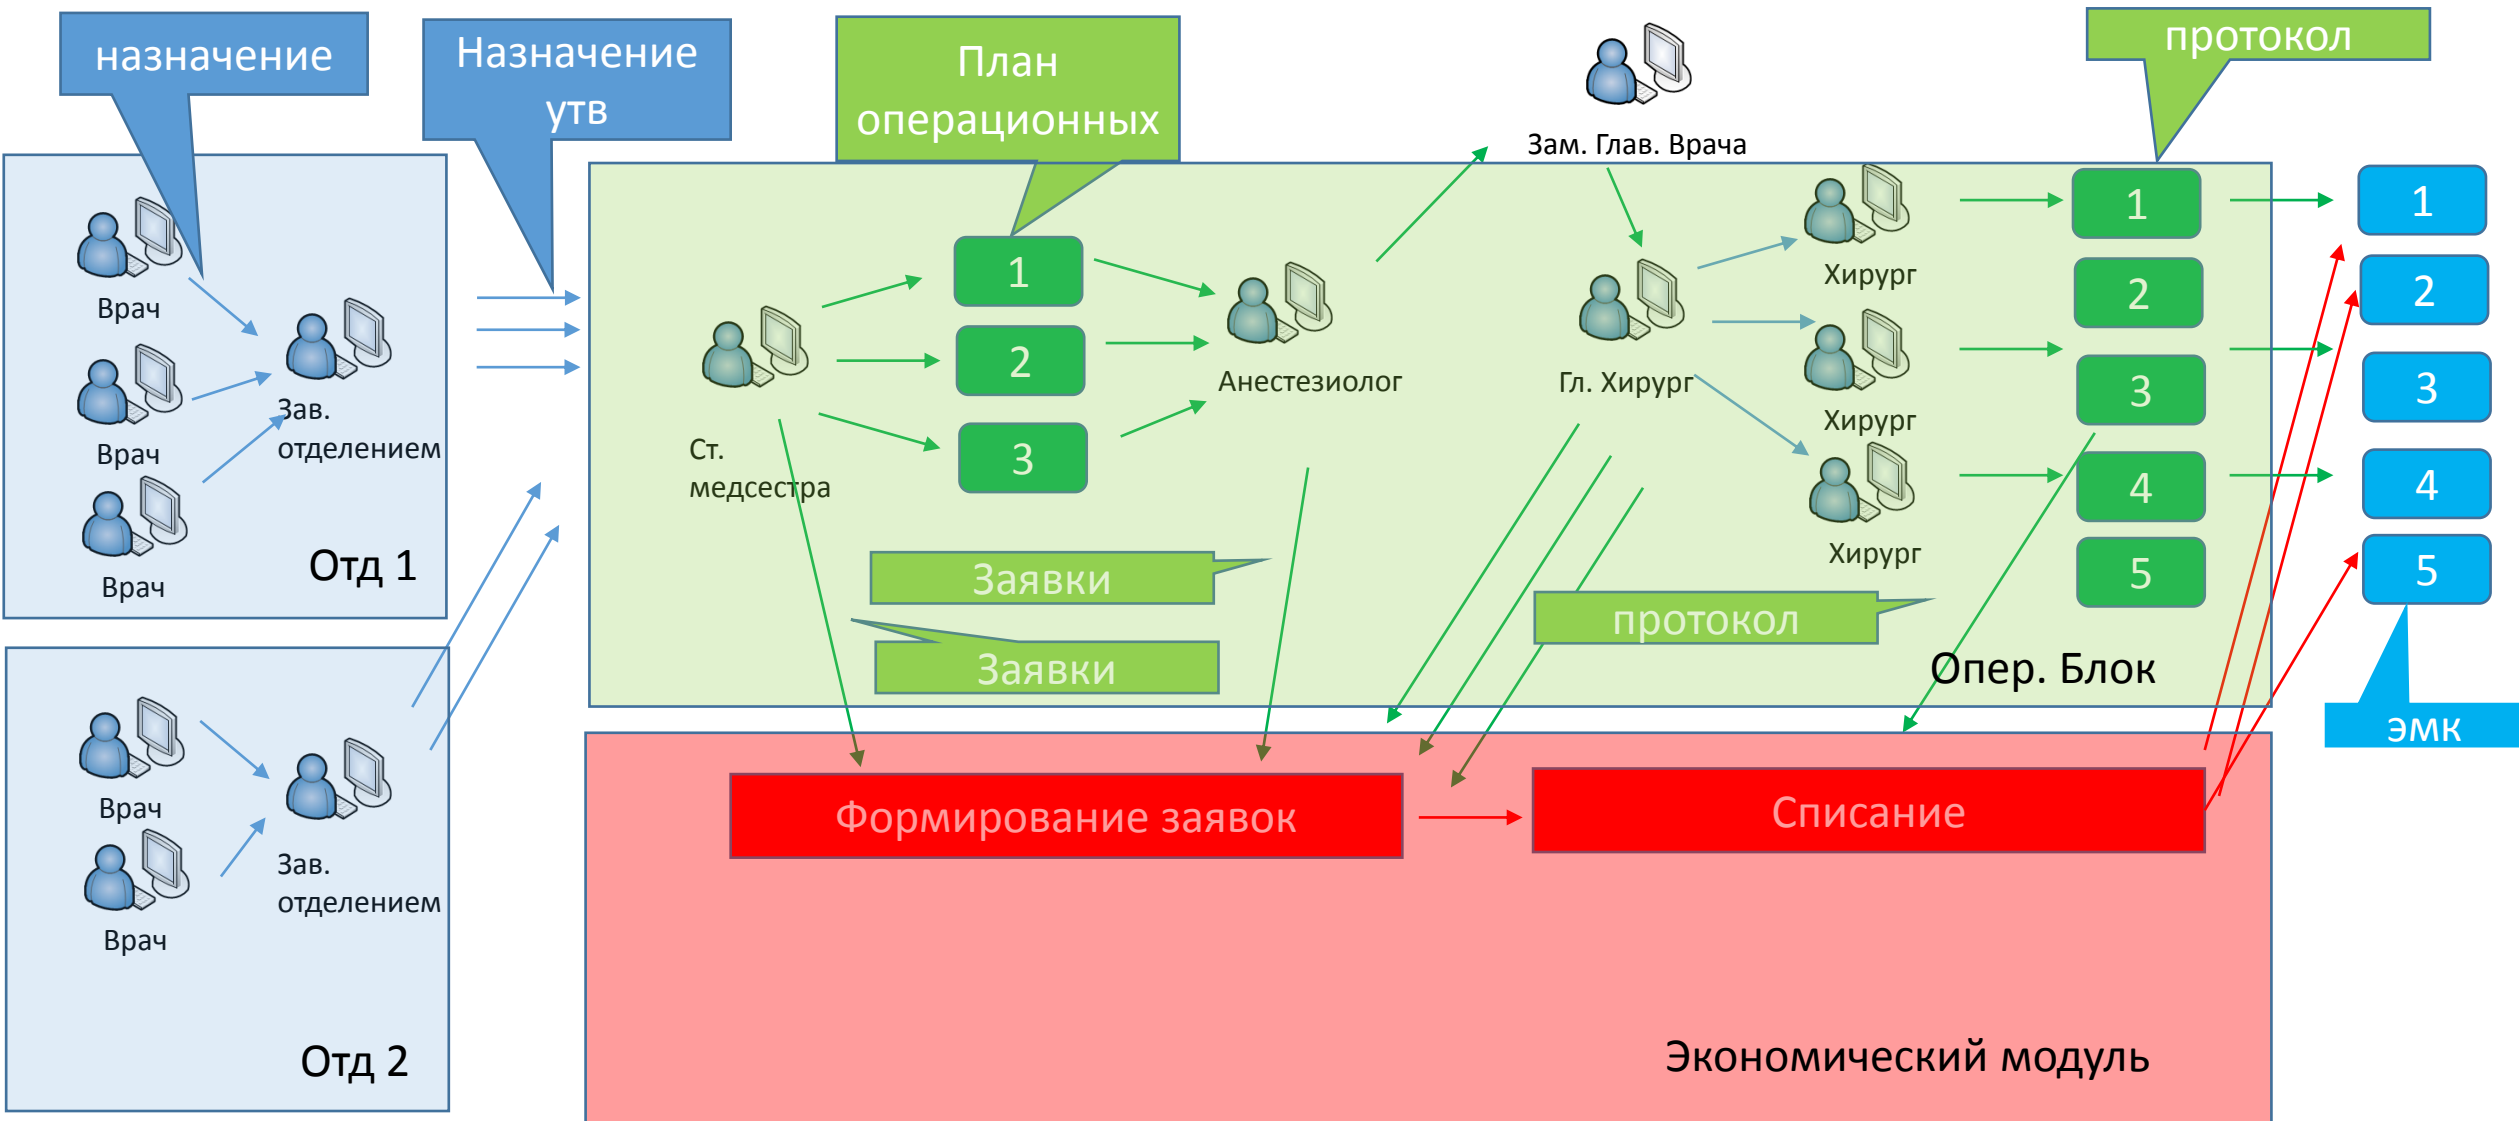 назначение
Назначение
утв
План
операционных
протокол
Зам. Глав. Врача
Врач
Врач
Врач
Зав.
отделением
Отд 1
Ст.
медсестра
1
2
3
Анестезиолог
Гл. Хирург
Хирург
Хирург
Хирург
1
2
3
4
5
1
2
3
4
5
Заявки
Заявки
протокол
Опер. Блок
эмк
Врач
Врач
Зав.
отделением
Отд 2
Формирование заявок
Списание
Экономический модуль